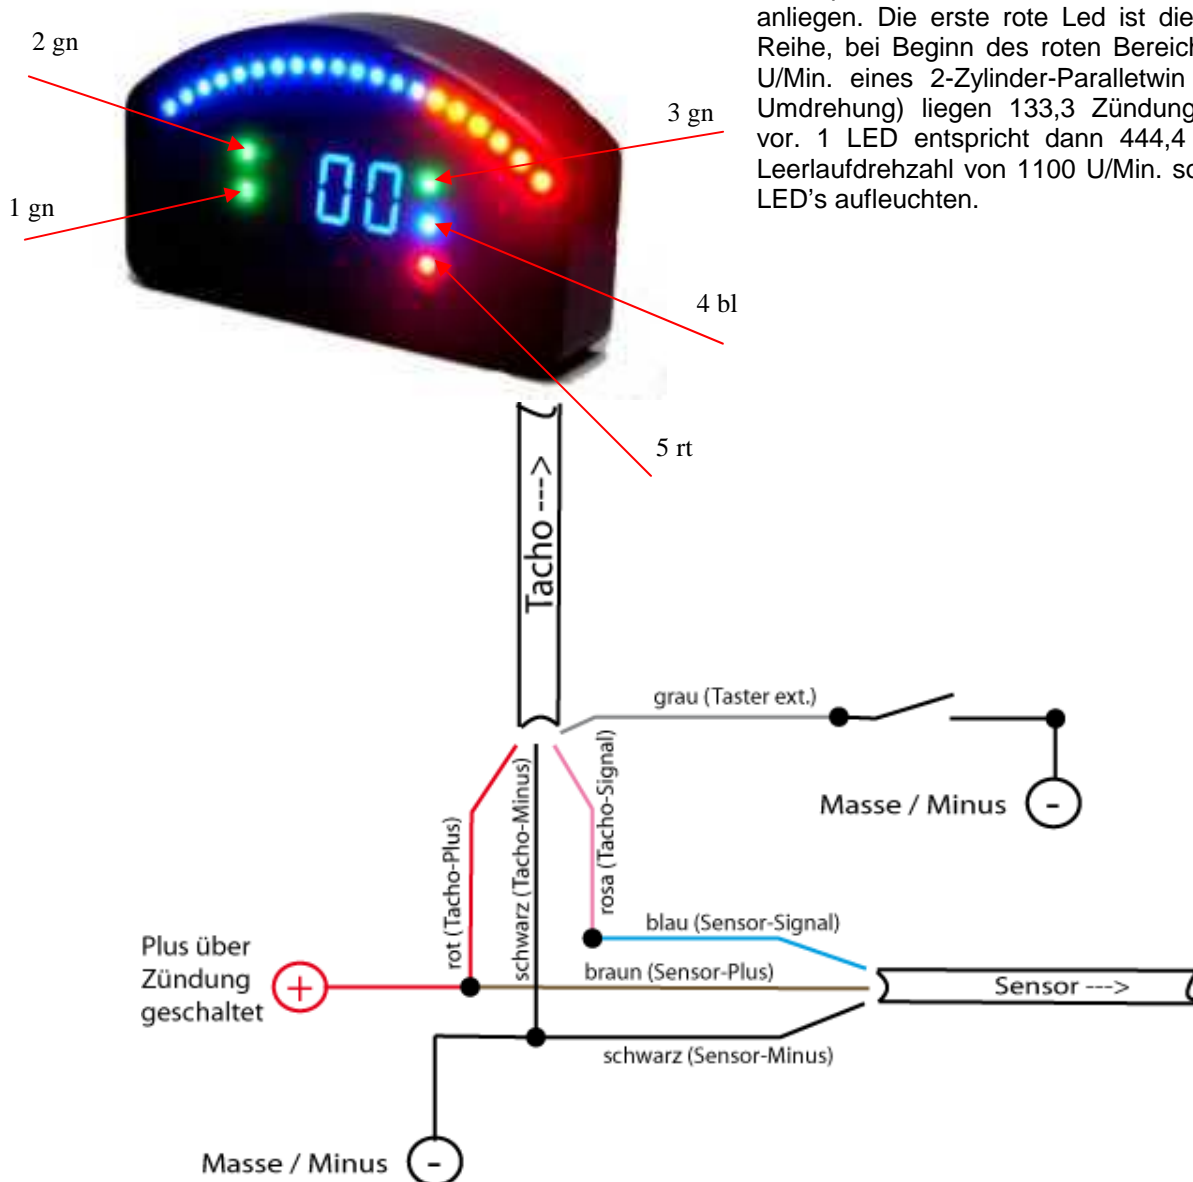 anliegen. Die erste rote Led ist die
Reihe, bei Beginn des roten Bereich
U/Min. eines 2-Zylinder-Paralletwin
Umdrehung) liegen 133,3 Zündung
vor. 1 LED entspricht dann 444,4
Leerlaufdrehzahl von 1100 U/Min. so
LED's aufleuchten.
2 gn
3 gn
1 gn
00
4 bl
5 rt
Tacho ---->
grau (Taster ext.)
Masse / Minus
-
rot (Tacho-Plus)
schwarz (Tacho-Minus)
rosa (Tacho-Signal)
blau (Sensor-Signal)
Plus über
Zündung
geschaltet
+
braun (Sensor-Plus)
Sensor --->
schwarz (Sensor-Minus)
Masse / Minus
-